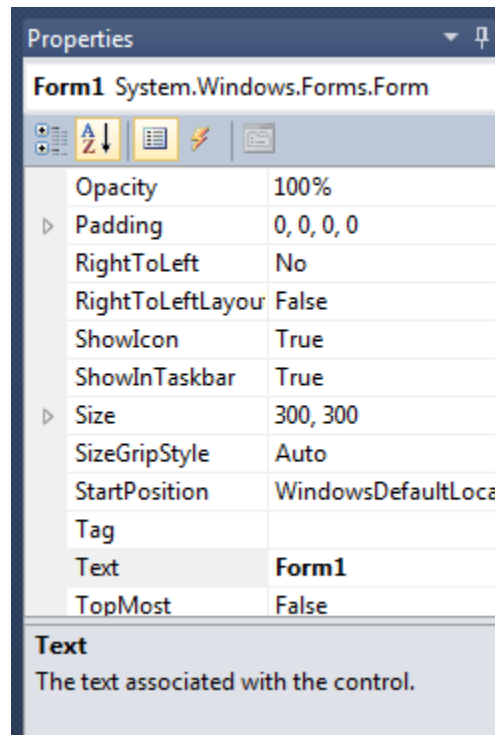 Properties
Form1 System.Windows.Forms.Form
A
Z
Opacity 100%
Padding 0, 0, 0, 0
RightToLeft No
RightToLeftLayou False
ShowIcon True
ShowInTaskbar True
Size 300, 300
SizeGripStyle Auto
StartPosition WindowsDefaultLoca
Tag
Text Form1
TopMost False
Text
The text associated with the control.